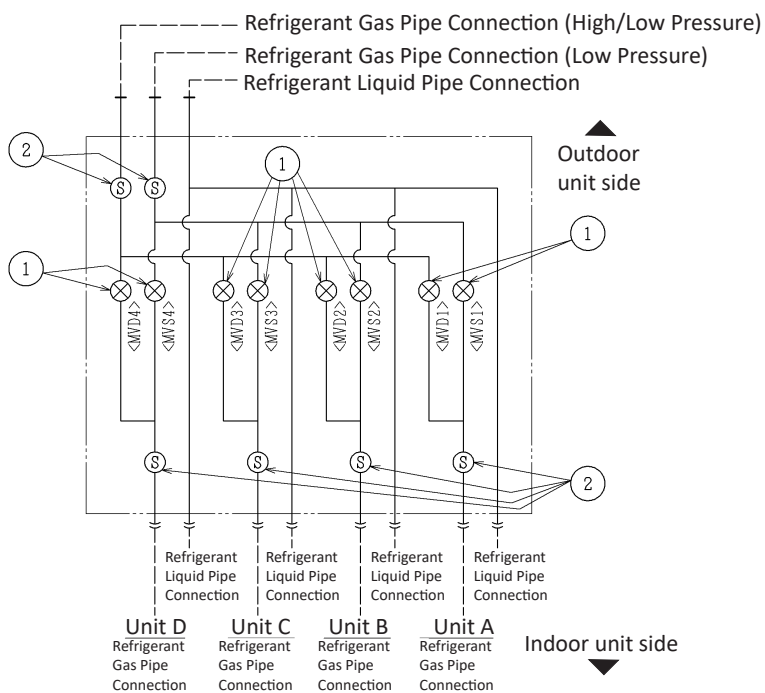 Refrigerant Gas Pipe Connection (High/Low Pressure)
Refrigerant Gas Pipe Connection (Low Pressure)
Refrigerant Liquid Pipe Connection
2
1
Outdoor
unit side
S
S
1
1
<MVD4>
<MVS4>
<MVD3>
<MVS3>
<MVD2>
<MVS2>
<MVD1>
<MVS1>
S
S
S
S
2
Refrigerant
Liquid Pipe
Connection
Refrigerant
Liquid Pipe
Connection
Refrigerant
Liquid Pipe
Connection
Refrigerant
Liquid Pipe
Connection
Unit D
Refrigerant
Gas Pipe
Connection
Unit C
Refrigerant
Gas Pipe
Connection
Unit B
Refrigerant
Gas Pipe
Connection
Unit A
Refrigerant
Gas Pipe
Connection
Indoor unit side